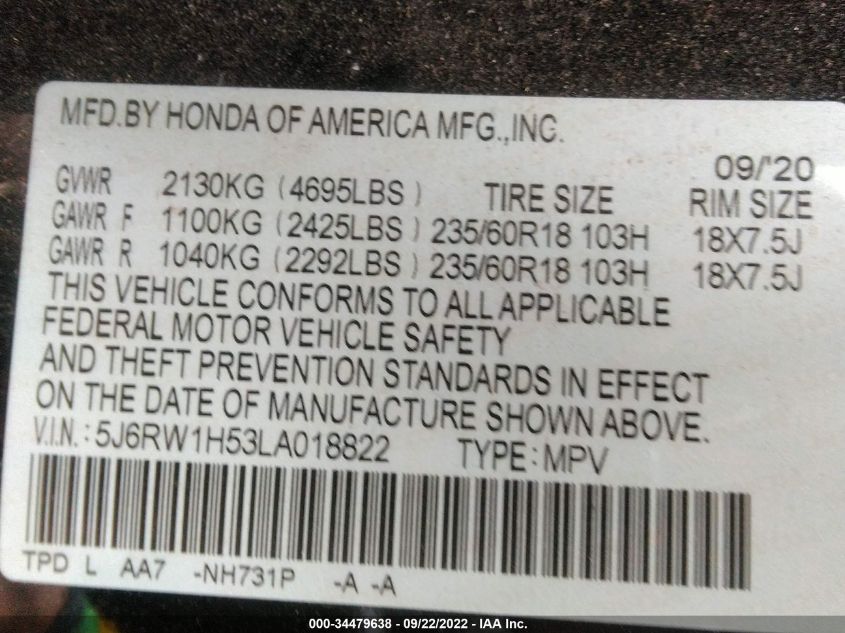 MFD.BY HONDA OF AMERICA MFG.,INC.
09/'20
GVWR 2130KG (4695LBS) TIRE SIZE RIM SIZE
GAWR F 1100KG (2425LBS) 235/60R18 103H 18X7.5J
GAWR R 1040KG (2292LBS) 235/60R18 103H 18X7.5J
THIS VEHICLE CONFORMS TO ALL APPLICABLE
FEDERAL MOTOR VEHICLE SAFETY
AND THEFT PREVENTION STANDARDS IN EFFECT
ON THE DATE OF MANUFACTURE SHOWN ABOVE.
V.I.N.: 5J6RW1H53LA018822 TYPE: MPV
TPD L AA7 -NH731P -A -A
000-34479638 - 09/22/2022 - IAA Inc.